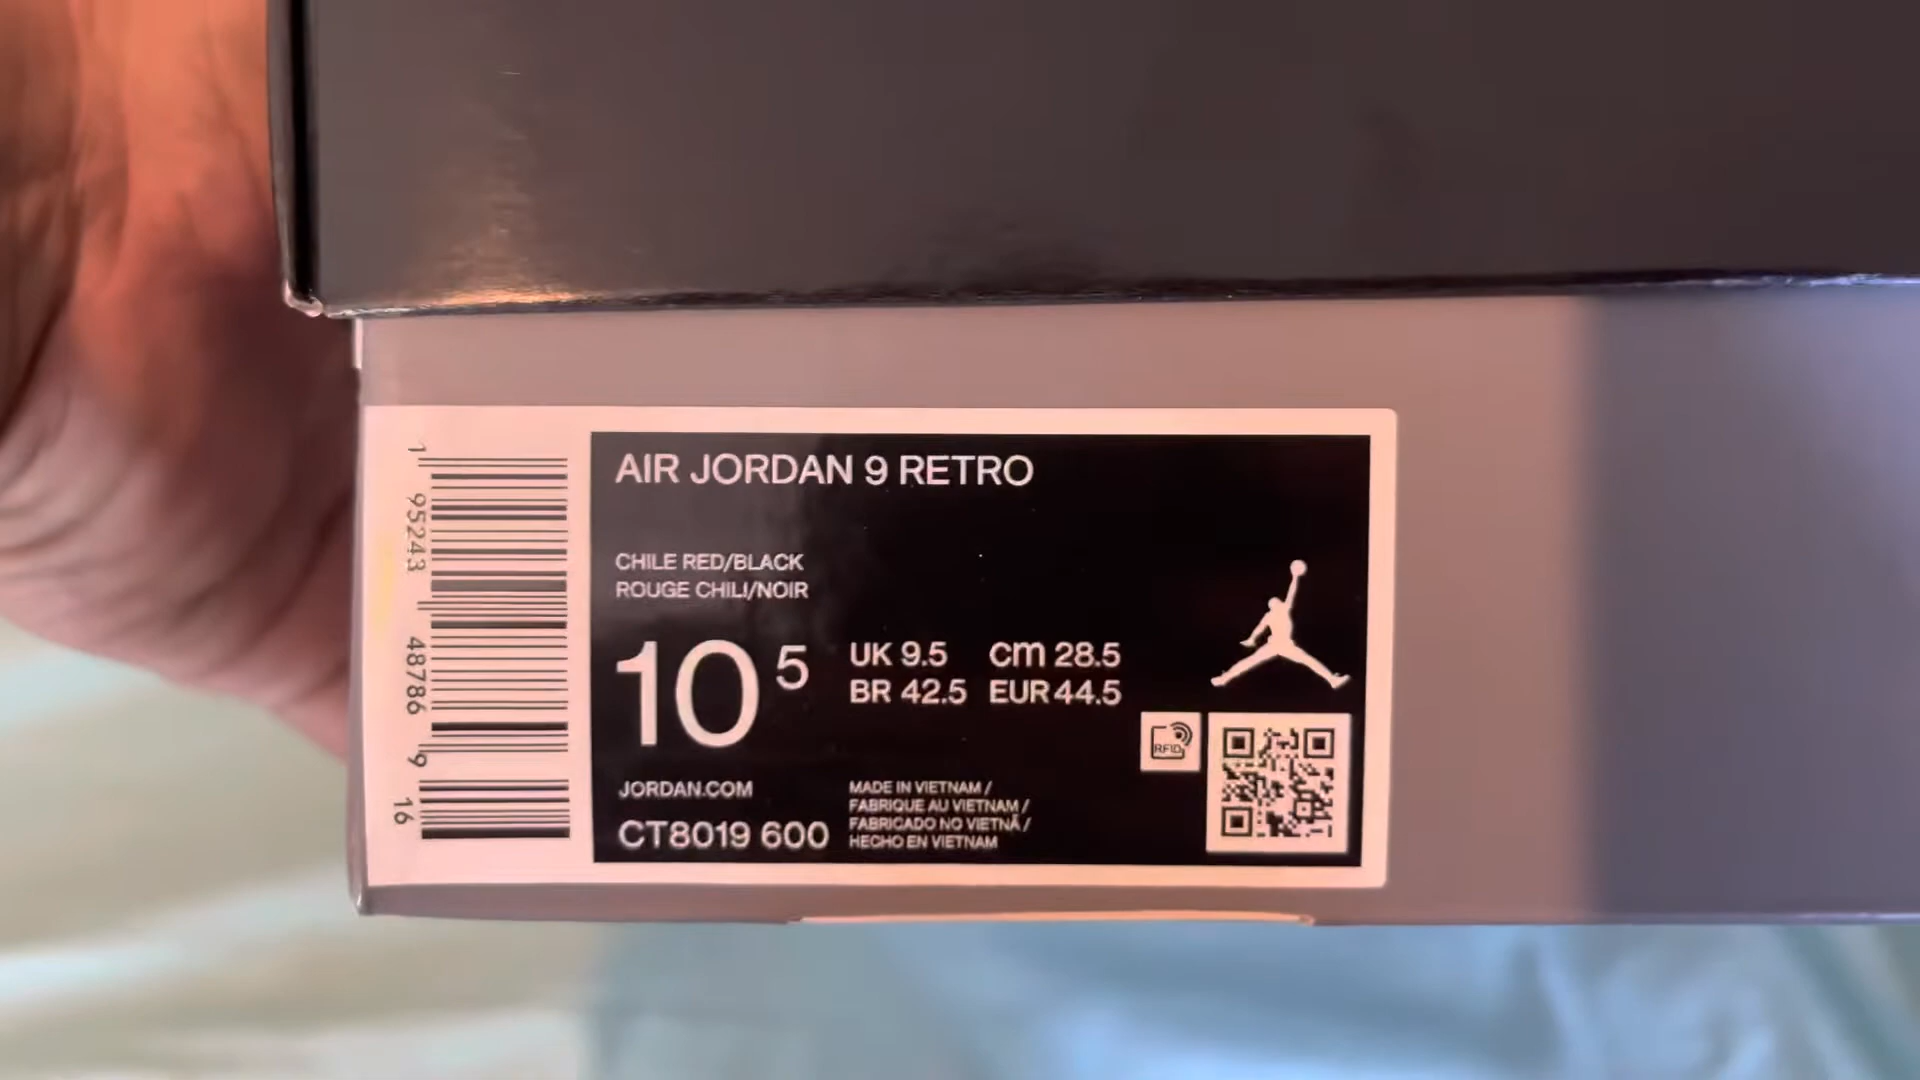 AIR JORDAN 9 RETRO
CHILE RED/BLACK
ROUGE CHILI/NOIR
10 5
UK 9.5 cm 28.5
BR 42.5 EUR 44.5
RFID
JORDAN.COM
CT8019 600
MADE IN VIETNAM /
FABRIQUE AU VIETNAM /
FABRICADO NO VIETNÃ /
HECHO EN VIETNAM
1 95243 48786 9 16